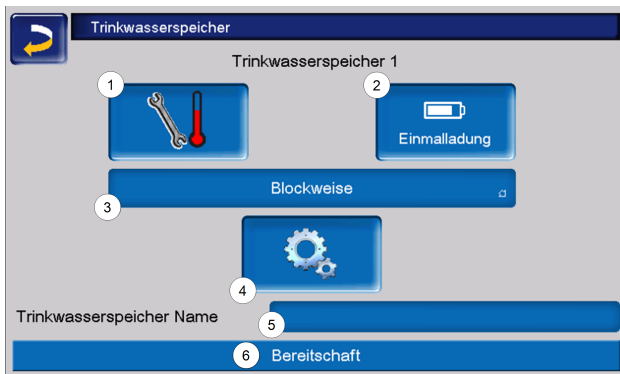 Trinkwasserspeicher
Trinkwasserspeicher 1
1
2
Einmalladung
Blockweise
3
4
Trinkwasserspeicher Name
5
6 Bereitschaft